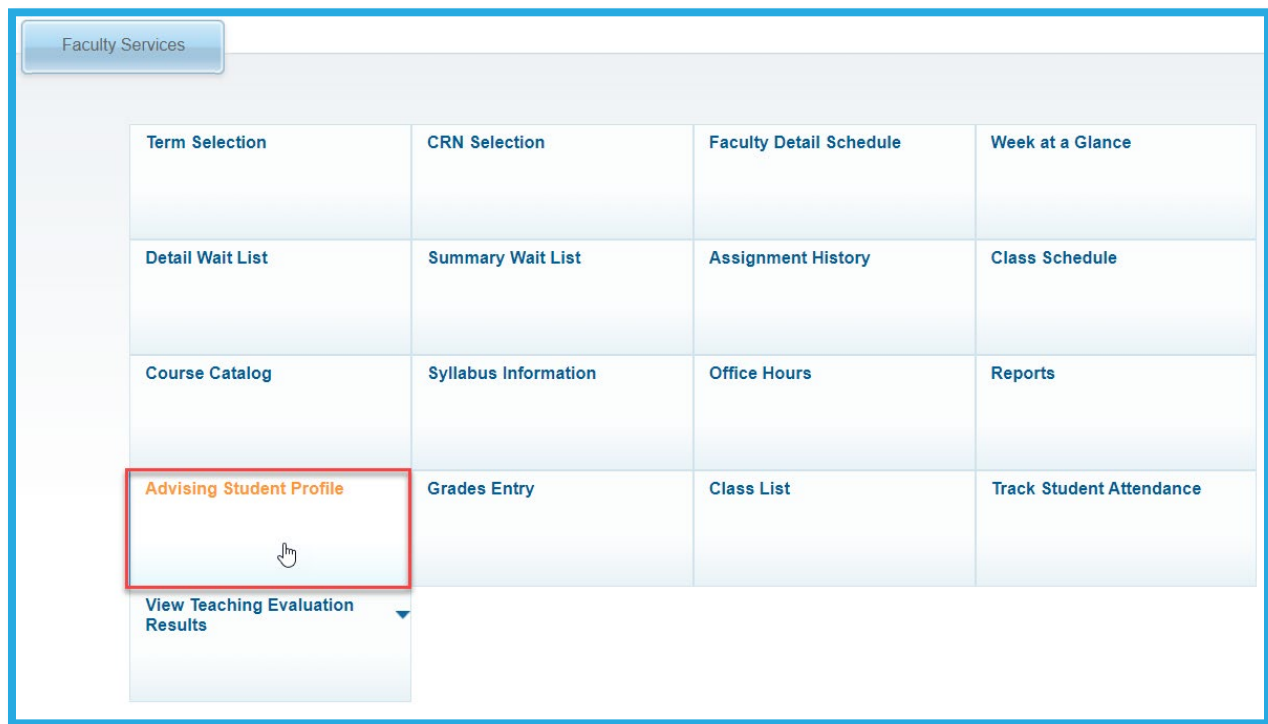 Faculty Services
Term Selection
CRN Selection
Faculty Detail Schedule
Week at a Glance
Detail Wait List
Summary Wait List
Assignment History
Class Schedule
Course Catalog
Syllabus Information
Office Hours
Reports
Advising Student Profile
Grades Entry
Class List
Track Student Attendance
View Teaching Evaluation
Results